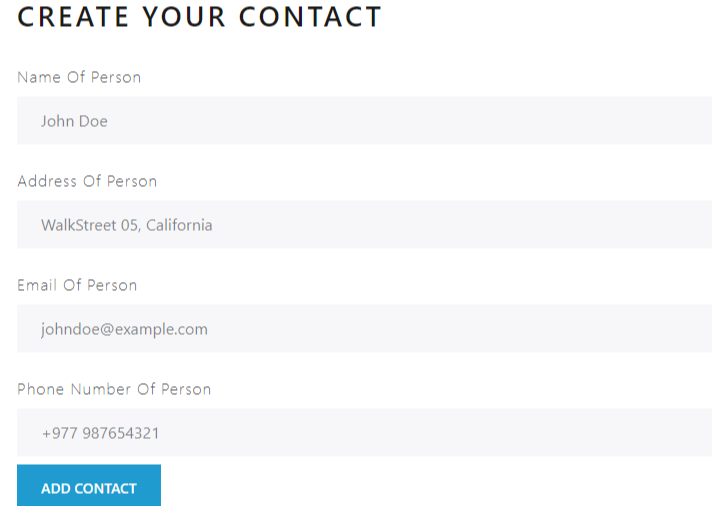 CREATE YOUR CONTACT
Name Of Person
John Doe
Address Of Person
WalkStreet 05, California
Email Of Person
johndoe@example.com
Phone Number Of Person
+977 987654321
ADD CONTACT